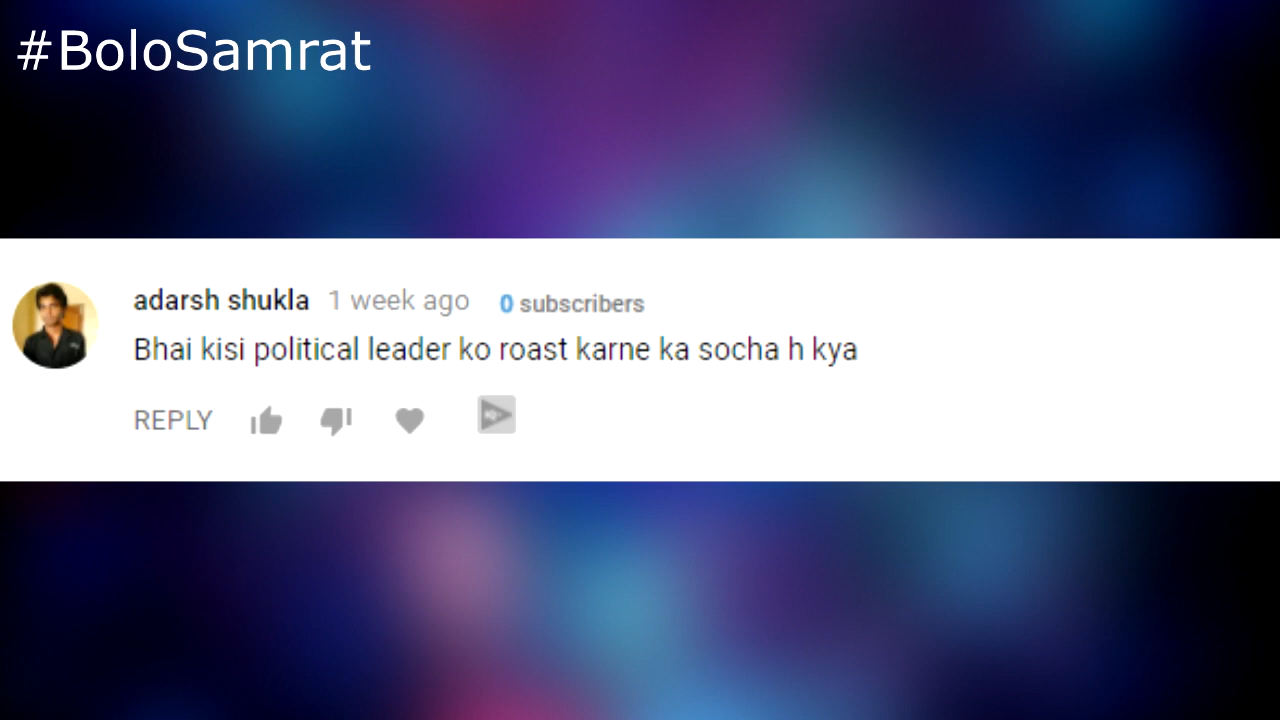 #BoloSamrat
adarsh shukla 1 week ago 0 subscribers
Bhai kisi political leader ko roast karne ka socha h kya
REPLY